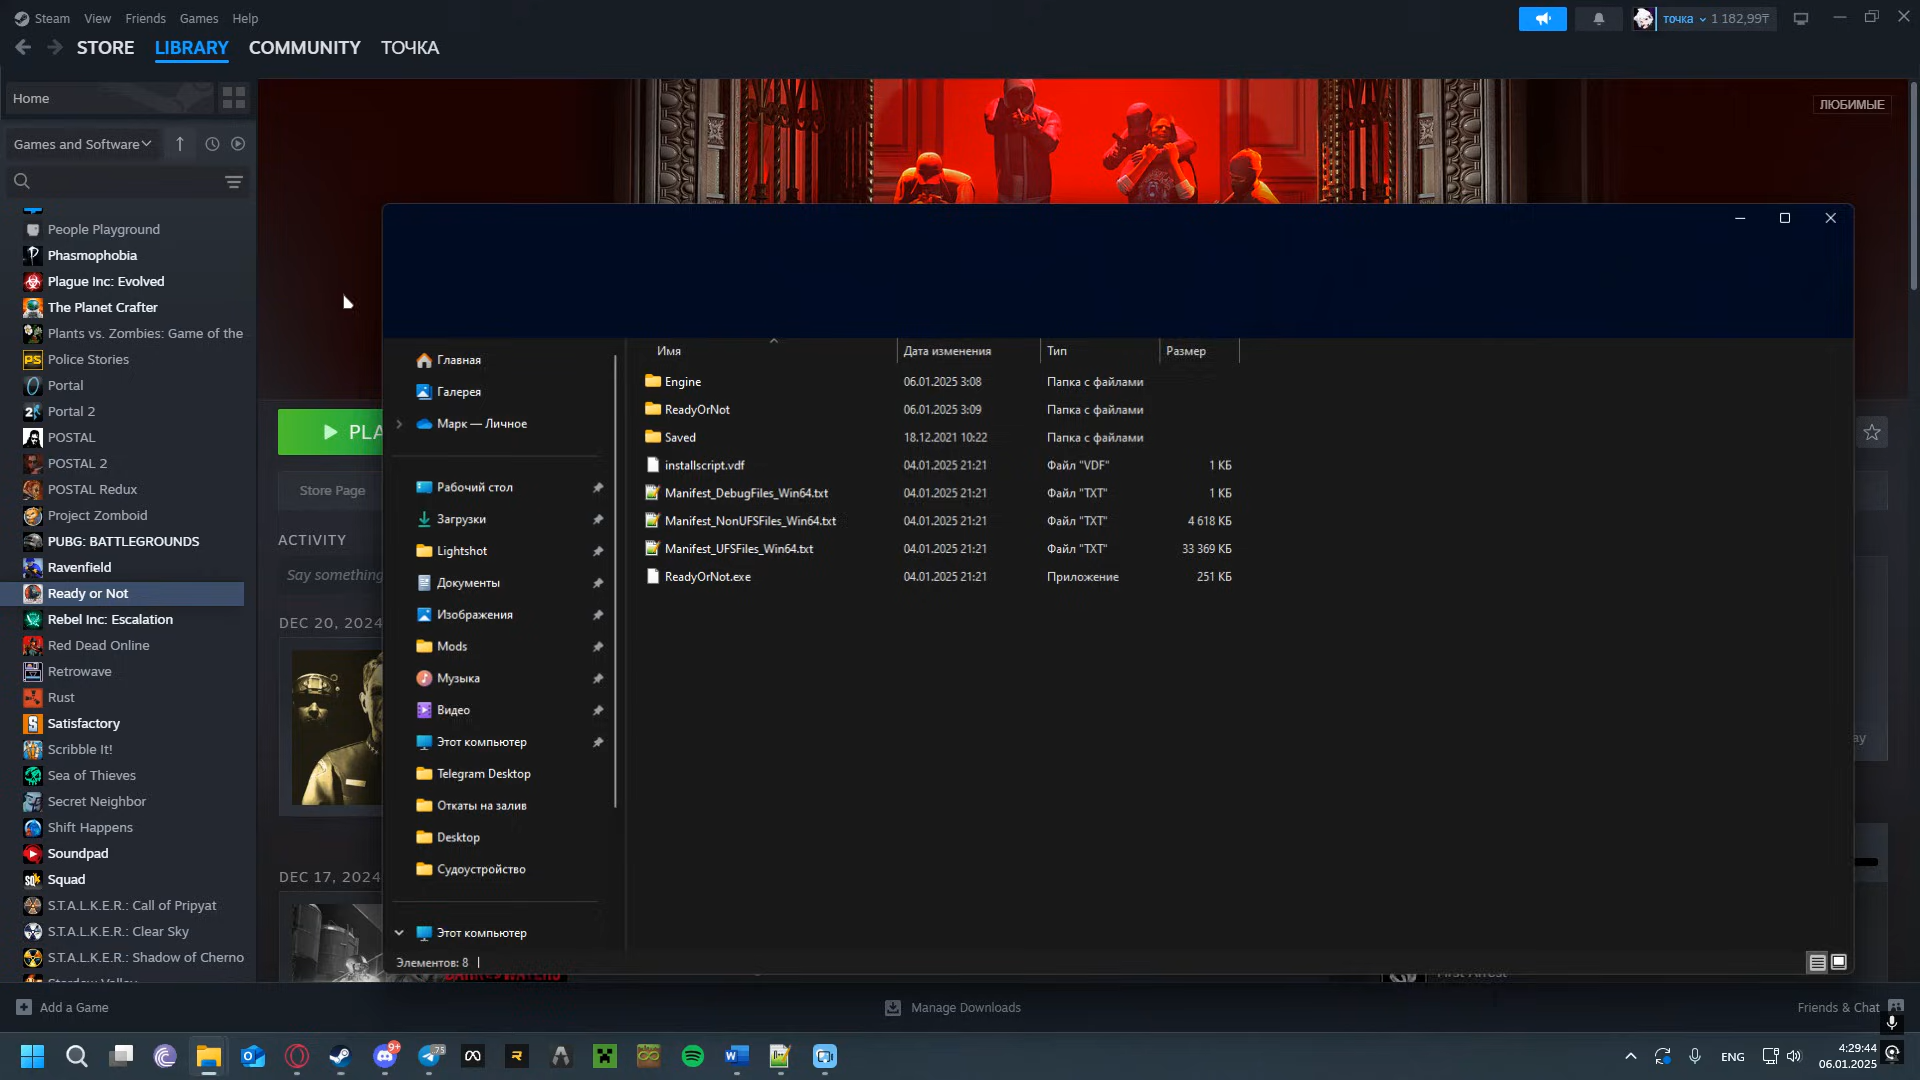 Steam View Friends Games Help
точка 1 182,99₸
STORE LIBRARY COMMUNITY ТОЧКА
Home
ЛЮБИМЫЕ
Games and Software
People Playground
Phasmophobia
Plague Inc: Evolved
The Planet Crafter
Plants vs. Zombies: Game of the
Police Stories
Portal
Portal 2
POSTAL
POSTAL 2
POSTAL Redux
Project Zomboid
PUBG: BATTLEGROUNDS
Ravenfield
Ready or Not
Rebel Inc: Escalation
Red Dead Online
Retrowave
Rust
Satisfactory
Scribble It!
Sea of Thieves
Secret Neighbor
Shift Happens
Soundpad
Squad
S.T.A.L.K.E.R.: Call of Pripyat
S.T.A.L.K.E.R.: Clear Sky
S.T.A.L.K.E.R.: Shadow of Cherno
PLA
Store Page
ACTIVITY
Say something
DEC 20, 2024
DEC 17, 2024
Главная
Галерея
Марк — Личное
Рабочий стол
Загрузки
Lightshot
Документы
Изображения
Mods
Музыка
Видео
Этот компьютер
Telegram Desktop
Откаты на залив
Desktop
Судоустройство
Этот компьютер
Элементов: 8
Имя Дата изменения Тип Размер
Engine 06.01.2025 3:08 Папка с файлами
ReadyOrNot 06.01.2025 3:09 Папка с файлами
Saved 18.12.2021 10:22 Папка с файлами
installscript.vdf 04.01.2025 21:21 Файл "VDF" 1 КБ
Manifest_DebugFiles_Win64.txt 04.01.2025 21:21 Файл "TXT" 1 КБ
Manifest_NonUFSFiles_Win64.txt 04.01.2025 21:21 Файл "TXT" 4 618 КБ
Manifest_UFSFiles_Win64.txt 04.01.2025 21:21 Файл "TXT" 33 369 КБ
ReadyOrNot.exe 04.01.2025 21:21 Приложение 251 КБ
ay
Add a Game
Manage Downloads
Friends & Chat
9+
75
ENG
4:29:44
06.01.2025